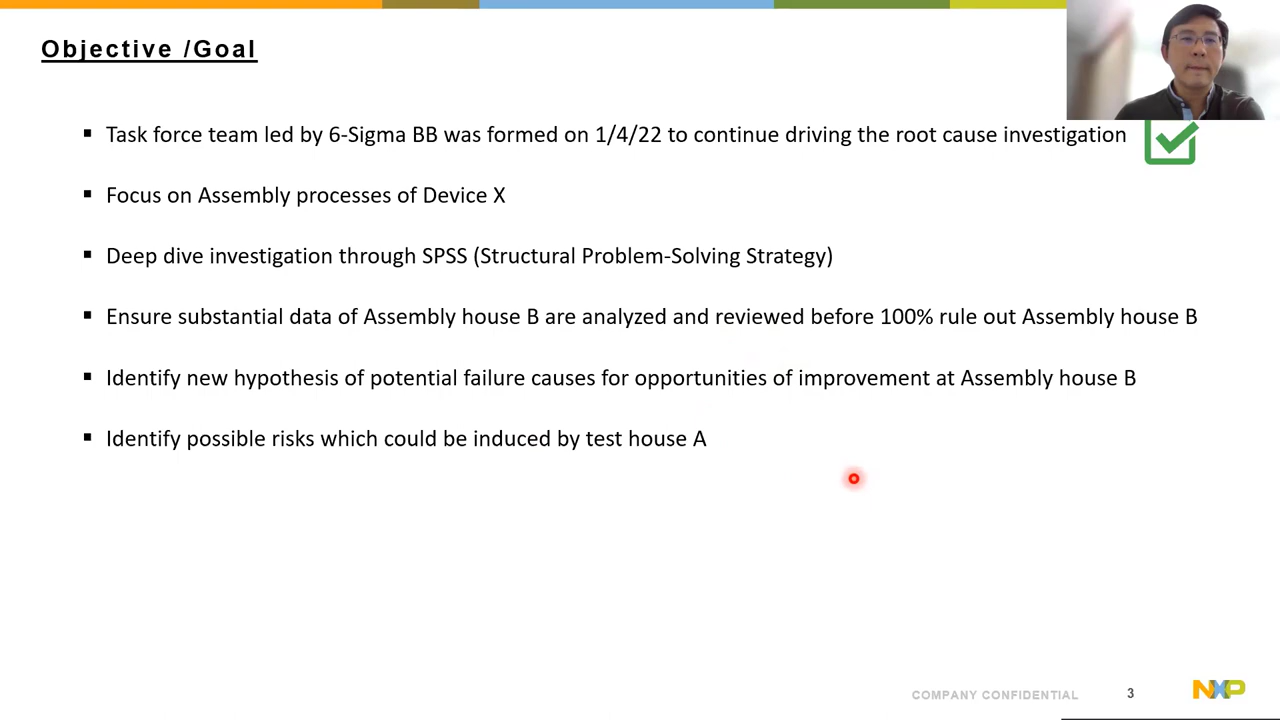 Objective /Goal
▪ Task force team led by 6-Sigma BB was formed on 1/4/22 to continue driving the root cause investigation
▪ Focus on Assembly processes of Device X
▪ Deep dive investigation through SPSS (Structural Problem-Solving Strategy)
▪ Ensure substantial data of Assembly house B are analyzed and reviewed before 100% rule out Assembly house B
▪ Identify new hypothesis of potential failure causes for opportunities of improvement at Assembly house B
▪ Identify possible risks which could be induced by test house A
COMPANY CONFIDENTIAL 3 NXP